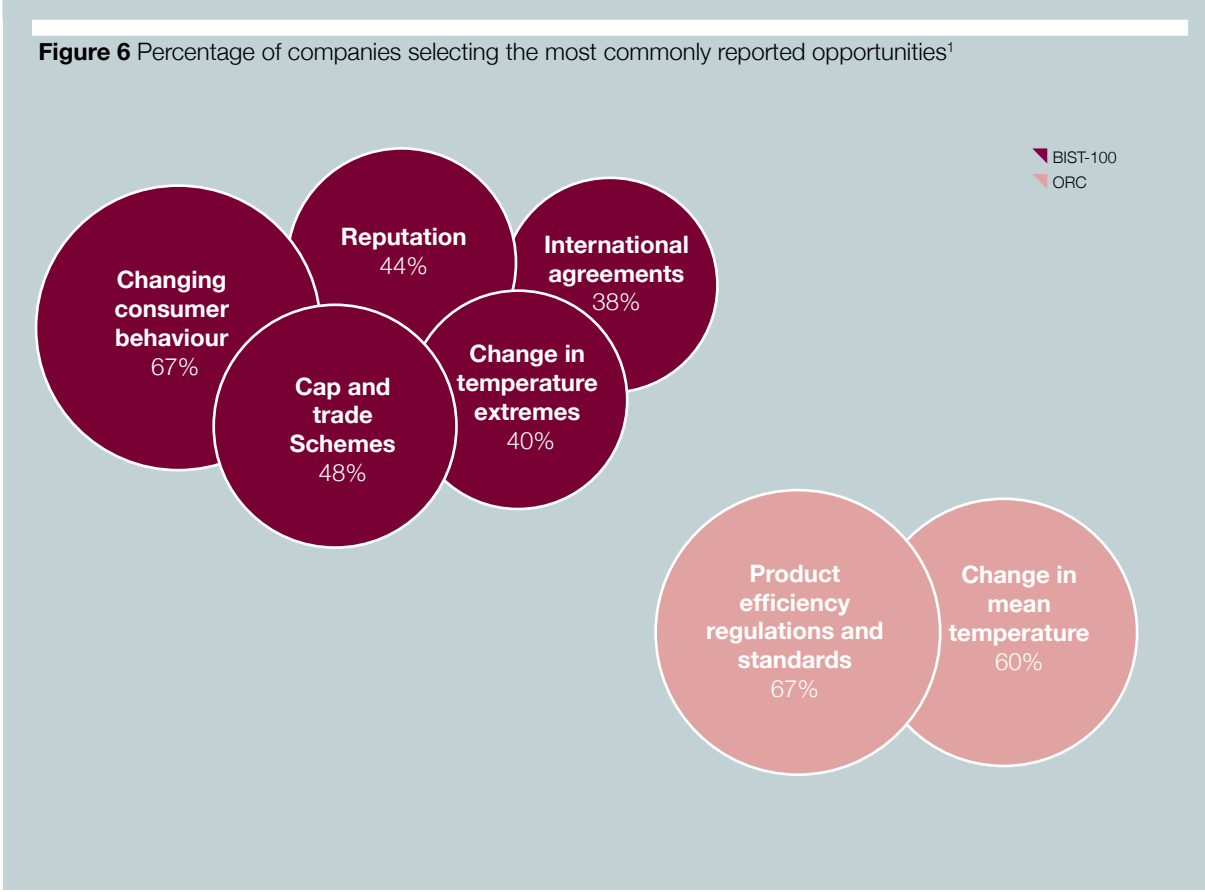 Figure 6 Percentage of companies selecting the most commonly reported opportunities¹
BIST-100
ORC
Changing
consumer
behaviour
67%
Reputation
44%
International
agreements
38%
Cap and
trade
Schemes
48%
Change in
temperature
extremes
40%
Product
efficiency
regulations and
standards
67%
Change in
mean
temperature
60%